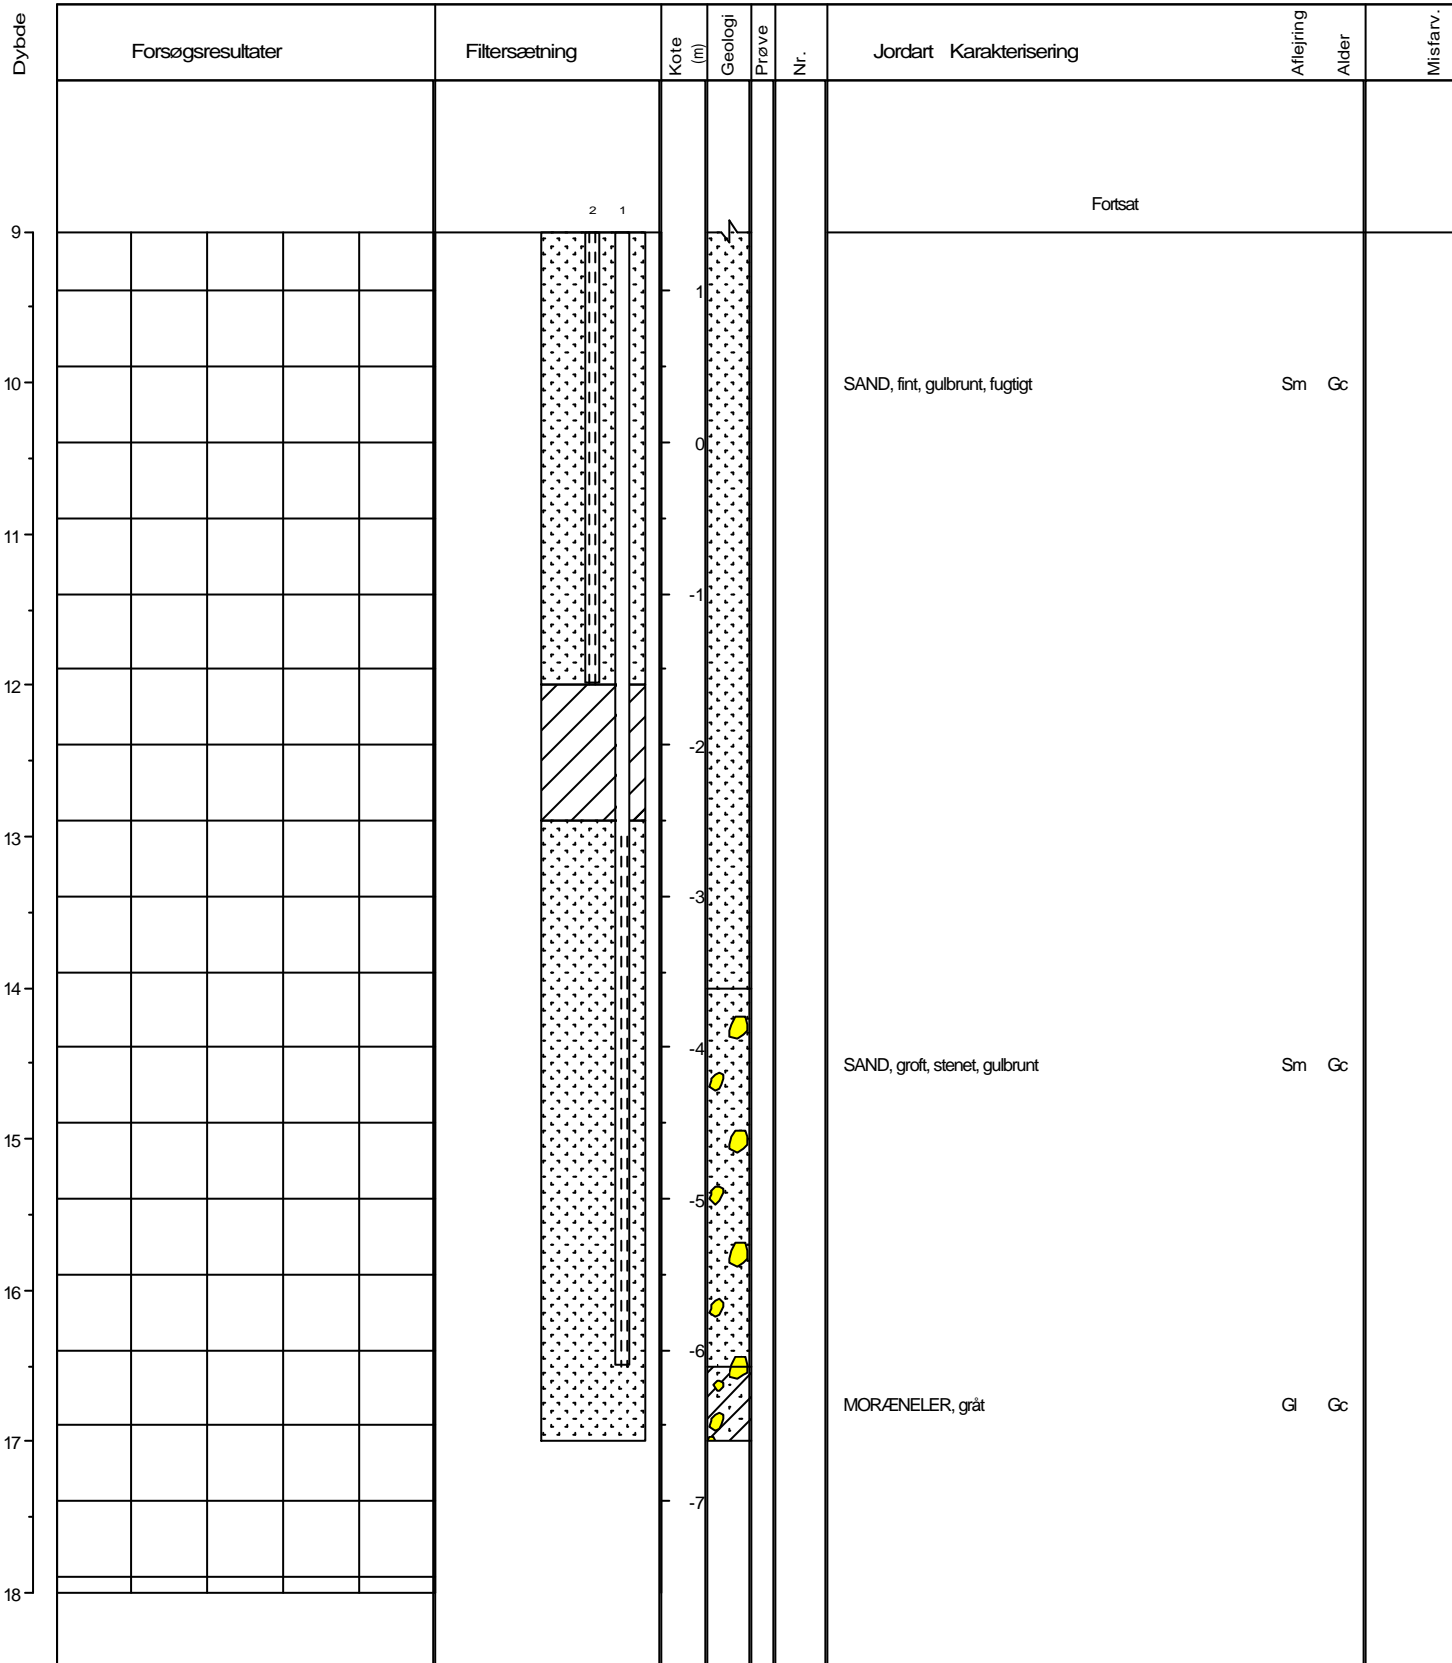 Dybde
Forsøgsresultater
Filtersætning
Kote
(m)
Geologi
Prøve
Nr.
Jordart Karakterisering
Aflejring
Alder
Misfarv.
Fortsat
2 1
9
1
10
SAND, fint, gulbrunt, fugtigt Sm Gc
0
11
-1
12
-2
13
-3
14
-4
SAND, groft, stenet, gulbrunt Sm Gc
15
-5
16
-6
MORÆNELER, gråt Gl Gc
17
-7
18